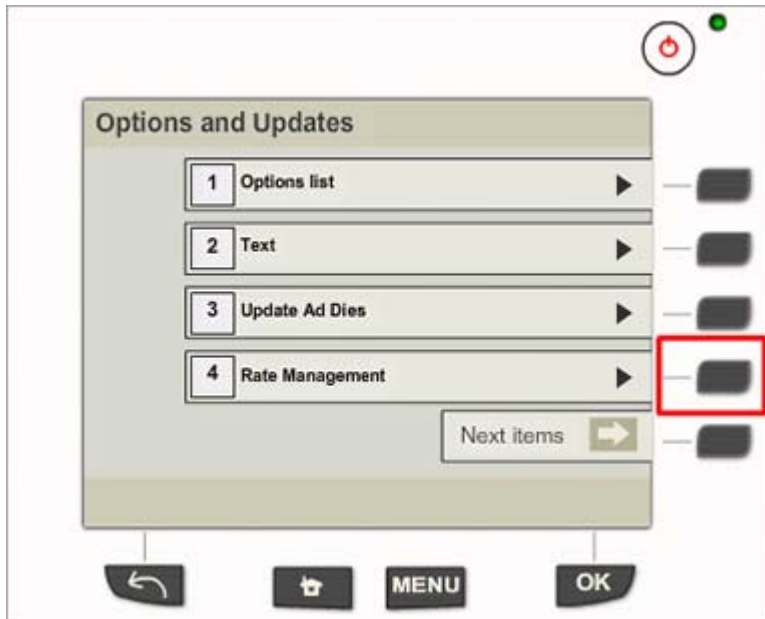 Options and Updates
1 Options list
2 Text
3 Update Ad Dies
4 Rate Management
Next items
MENU
OK